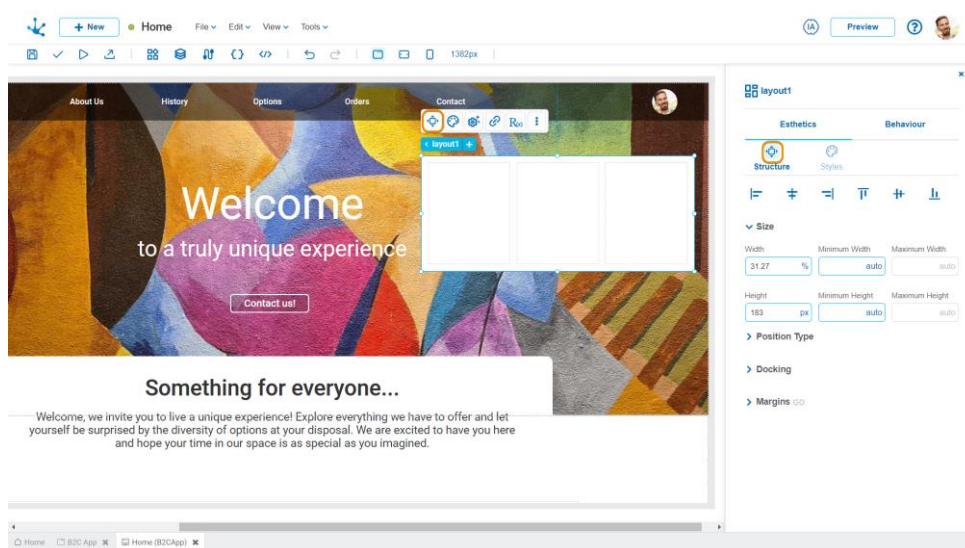 + New
Home
File
Edit
View
Tools
IA
Preview
?
1382px
About Us
History
Options
Orders
Contact
layout1 +
Welcome
to a truly unique experience
Contact us!
Something for everyone...
Welcome, we invite you to live a unique experience! Explore everything we have to offer and let
yourself be surprised by the diversity of options at your disposal. We are excited to have you here
and hope your time in our space is as special as you imagined.
layout1
Esthetics
Behaviour
Structure
Styles
Size
Width
Minimum Width
Maximum Width
31.27 %
auto
auto
Height
Minimum Height
Maximum Height
183 px
auto
auto
Position Type
Docking
Margins
Home
B2C App
Home (B2CApp)